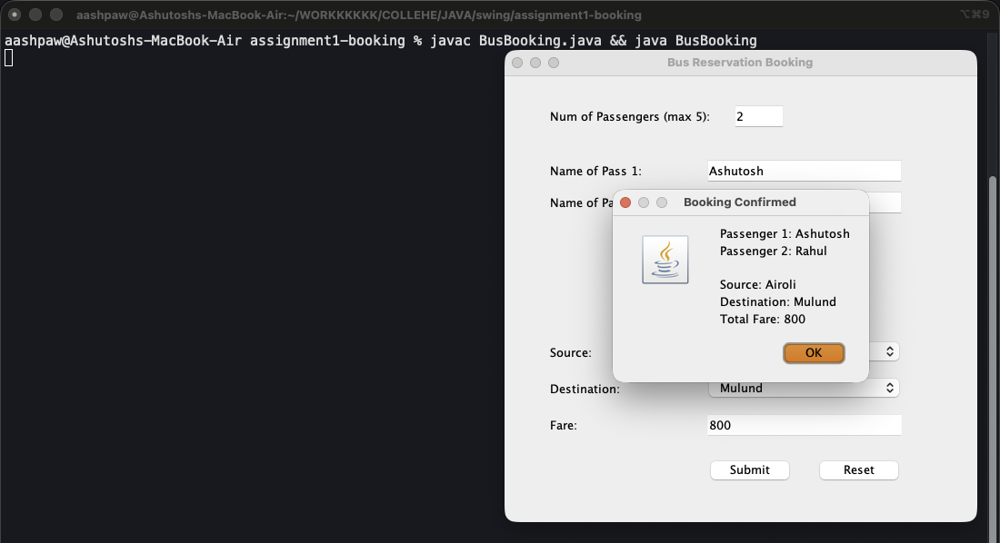 aashpaw@Ashutoshs-MacBook-Air:~/WORKKKKKK/COLLEHE/JAVA/swing/assignment1-booking
⌥⌘9
aashpaw@Ashutoshs-MacBook-Air assignment1-booking % javac BusBooking.java && java BusBooking
Bus Reservation Booking
Num of Passengers (max 5): 2
Name of Pass 1: Ashutosh
Name of Pa
Booking Confirmed
Passenger 1: Ashutosh
Passenger 2: Rahul
Source: Airoli
Destination: Mulund
Total Fare: 800
OK
Source:
Destination: Mulund
Fare: 800
Submit Reset